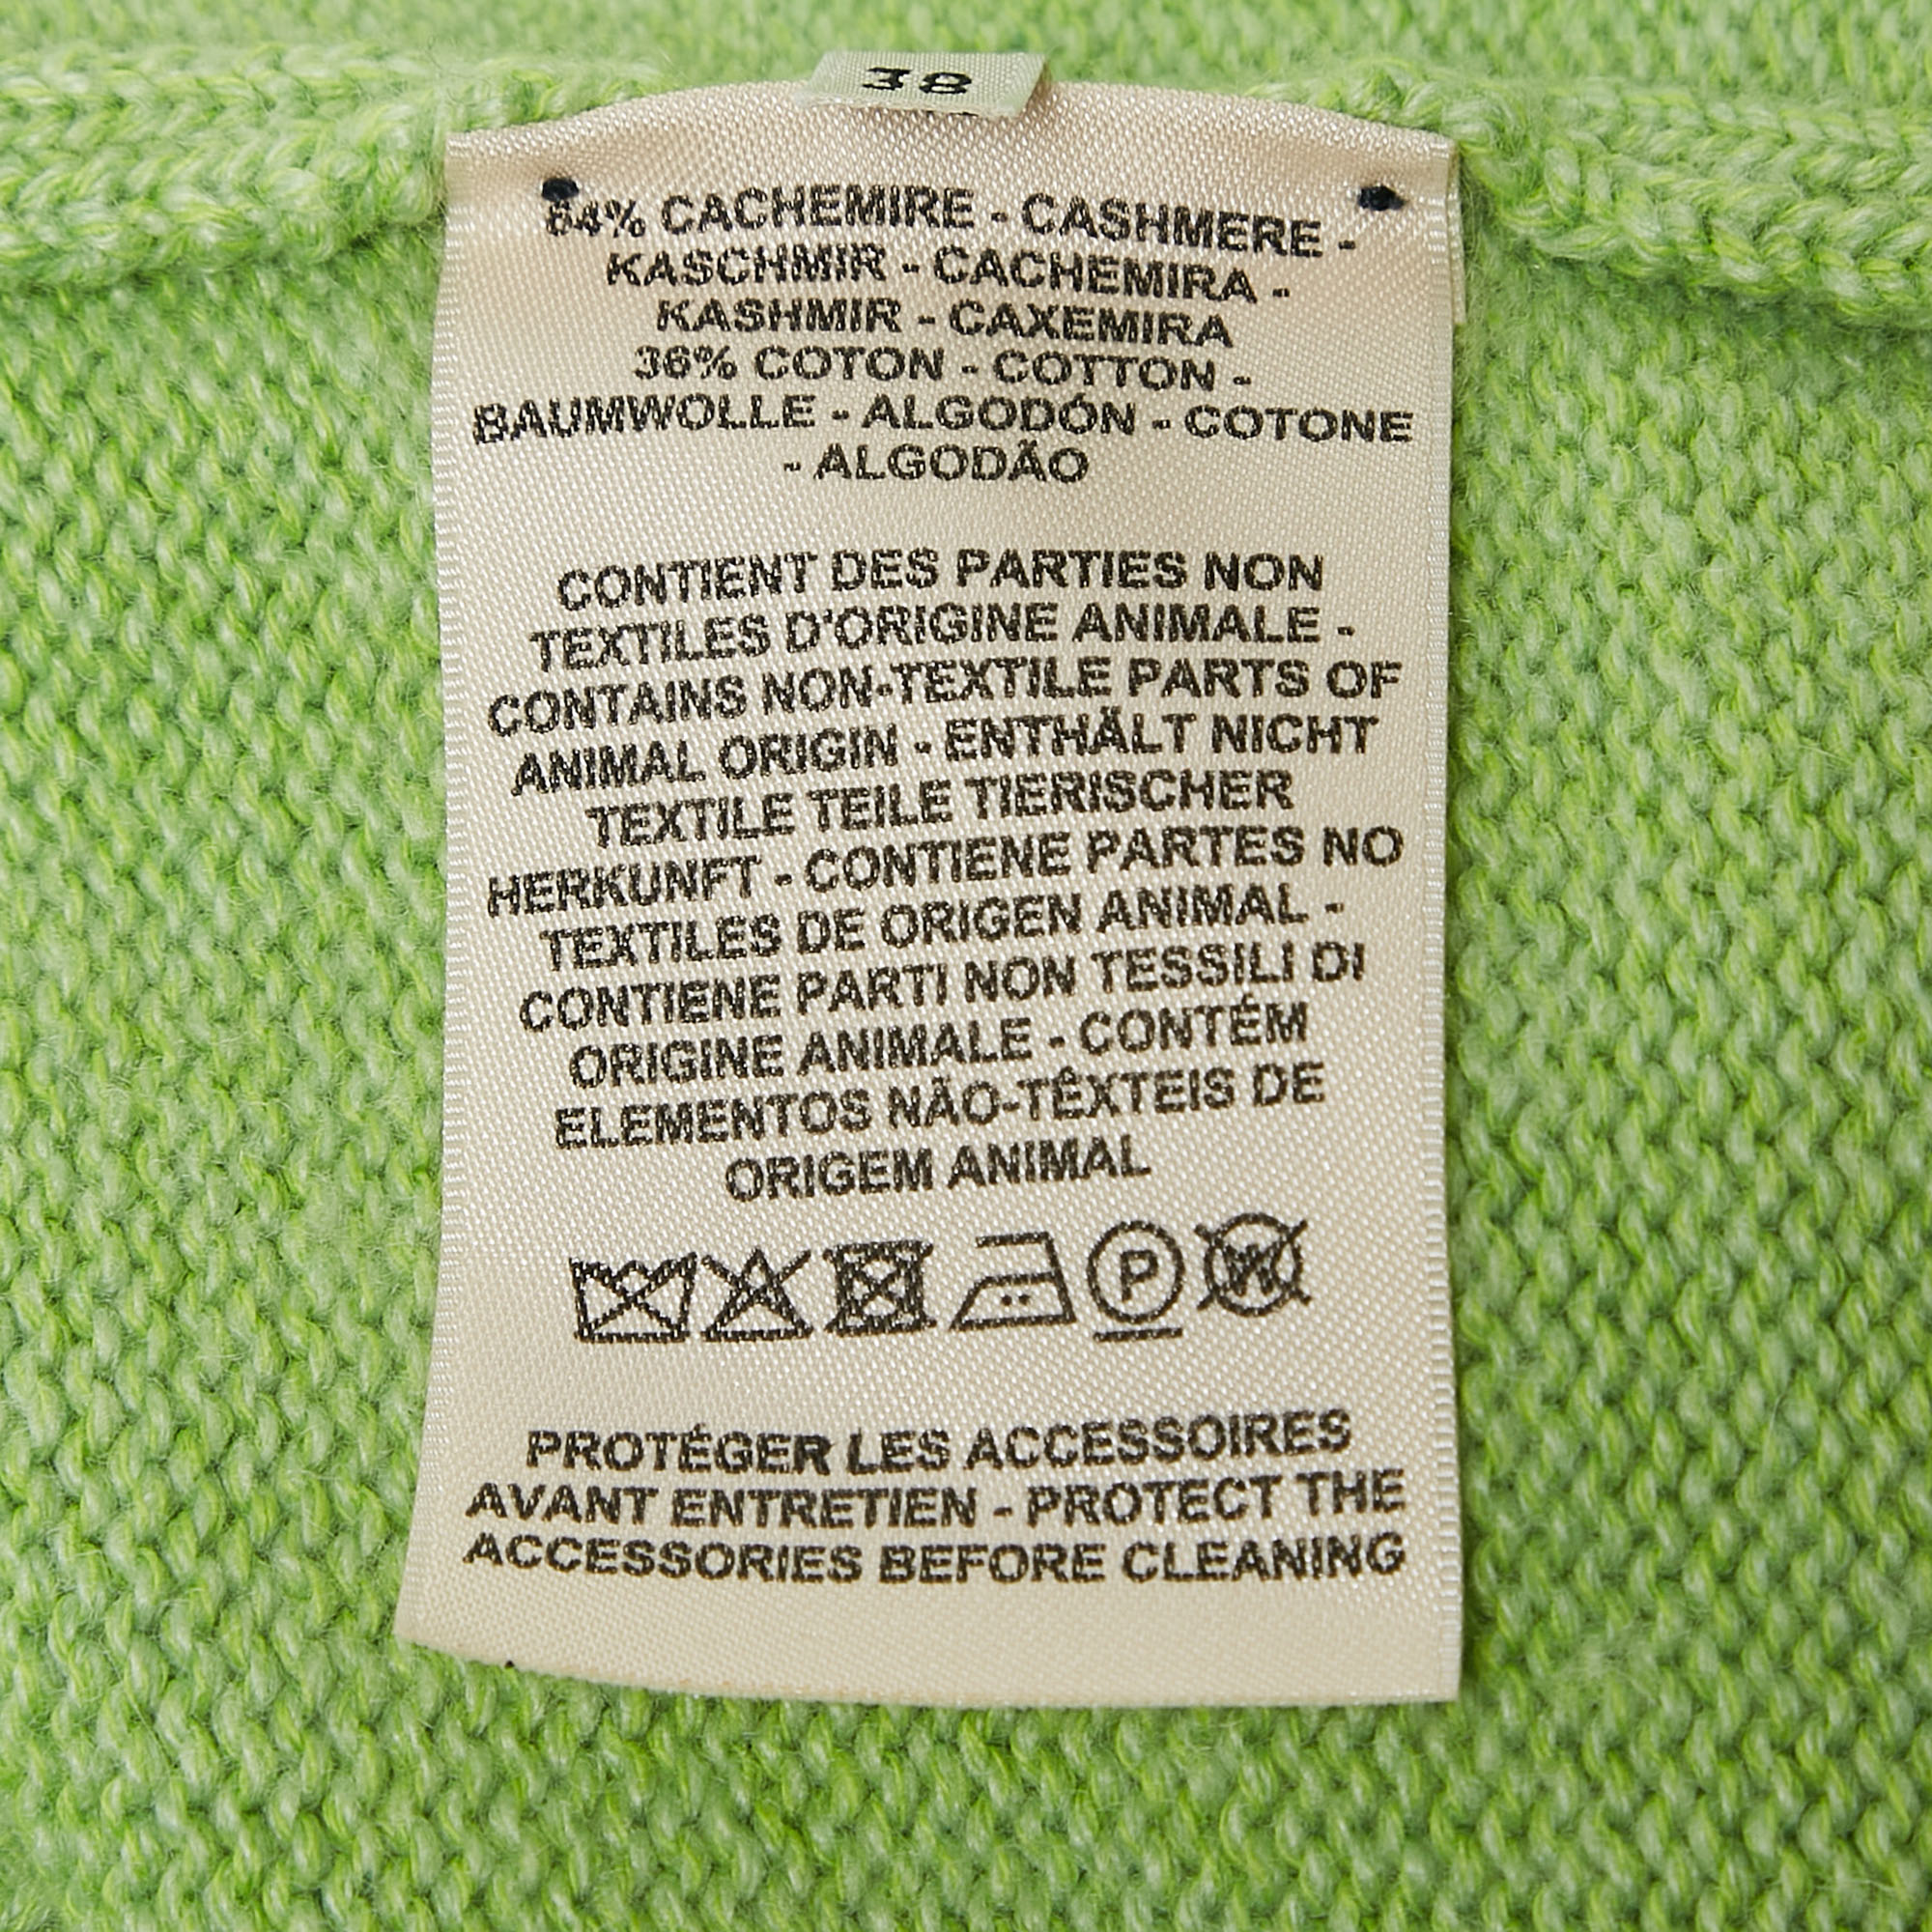 38
64% CACHEMIRE - CASHMERE -
KASCHMIR - CACHEMIRA -
KASHMIR - CAXEMIRA
36% COTON - COTTON -
BAUMWOLLE - ALGODÓN - COTONE
- ALGODÃO
CONTIENT DES PARTIES NON
TEXTILES D'ORIGINE ANIMALE -
CONTAINS NON-TEXTILE PARTS OF
ANIMAL ORIGIN - ENTHÄLT NICHT
TEXTILE TEILE TIERISCHER
HERKUNFT - CONTIENE PARTES NO
TEXTILES DE ORIGEN ANIMAL -
CONTIENE PARTI NON TESSILI DI
ORIGINE ANIMALE - CONTÉM
ELEMENTOS NÃO-TÊXTEIS DE
ORIGEM ANIMAL
P W
PROTÉGER LES ACCESSOIRES
AVANT ENTRETIEN - PROTECT THE
ACCESSORIES BEFORE CLEANING